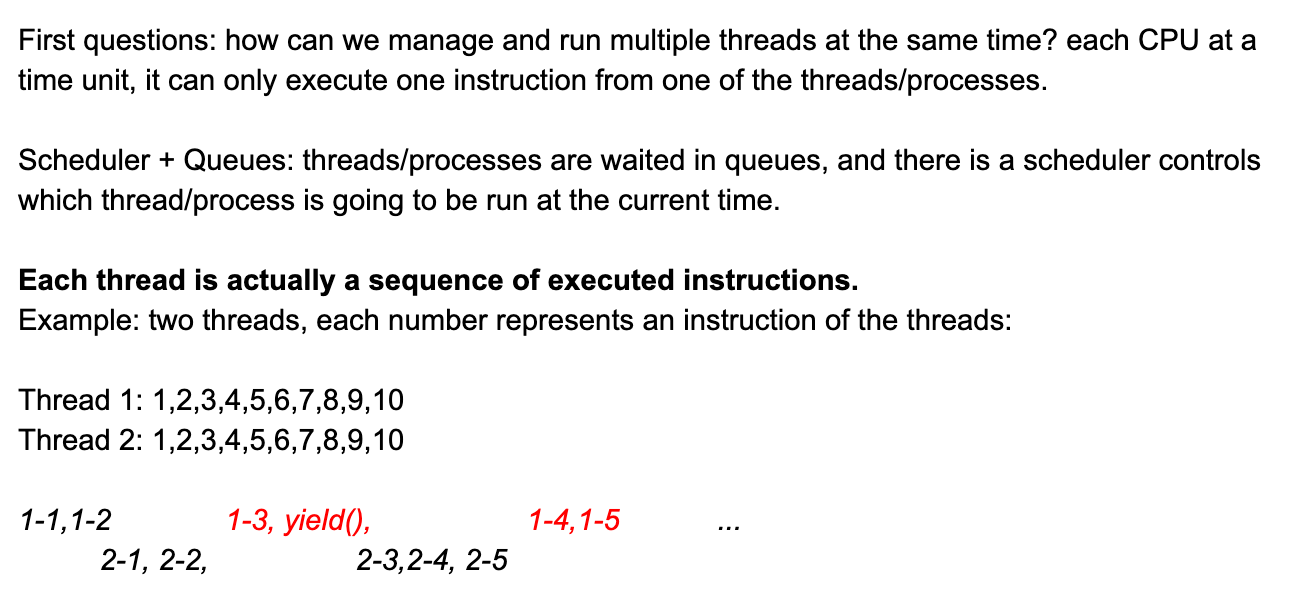 First questions: how can we manage and run multiple threads at the same time? each CPU at a
time unit, it can only execute one instruction from one of the threads/processes.
Scheduler + Queues: threads/processes are waited in queues, and there is a scheduler controls
which thread/process is going to be run at the current time.
Each thread is actually a sequence of executed instructions.
Example: two threads, each number represents an instruction of the threads:
Thread 1: 1,2,3,4,5,6,7,8,9,10
Thread 2: 1,2,3,4,5,6,7,8,9,10
1-1,1-2 1-3, yield(), 1-4,1-5 ...
2-1, 2-2, 2-3,2-4, 2-5